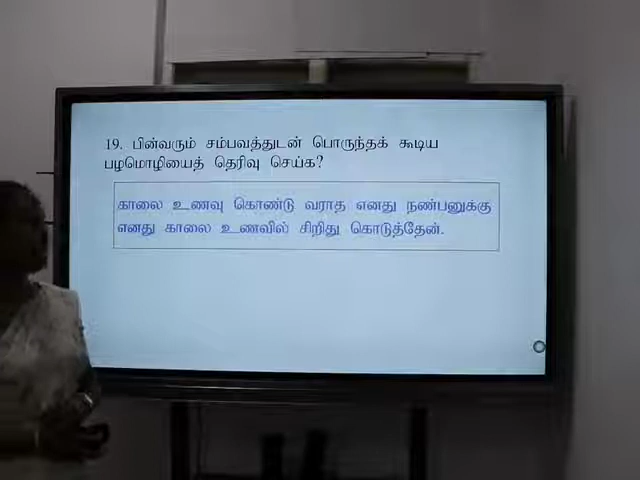 19. பின்வரும் சம்பவத்துடன் பொருந்தக் கூடிய
பழமொழியைத் தெரிவு செய்க?
காலை உணவு கொண்டு வராத எனது நண்பனுக்கு
எனது காலை உணவில் சிறிது கொடுத்தேன்.